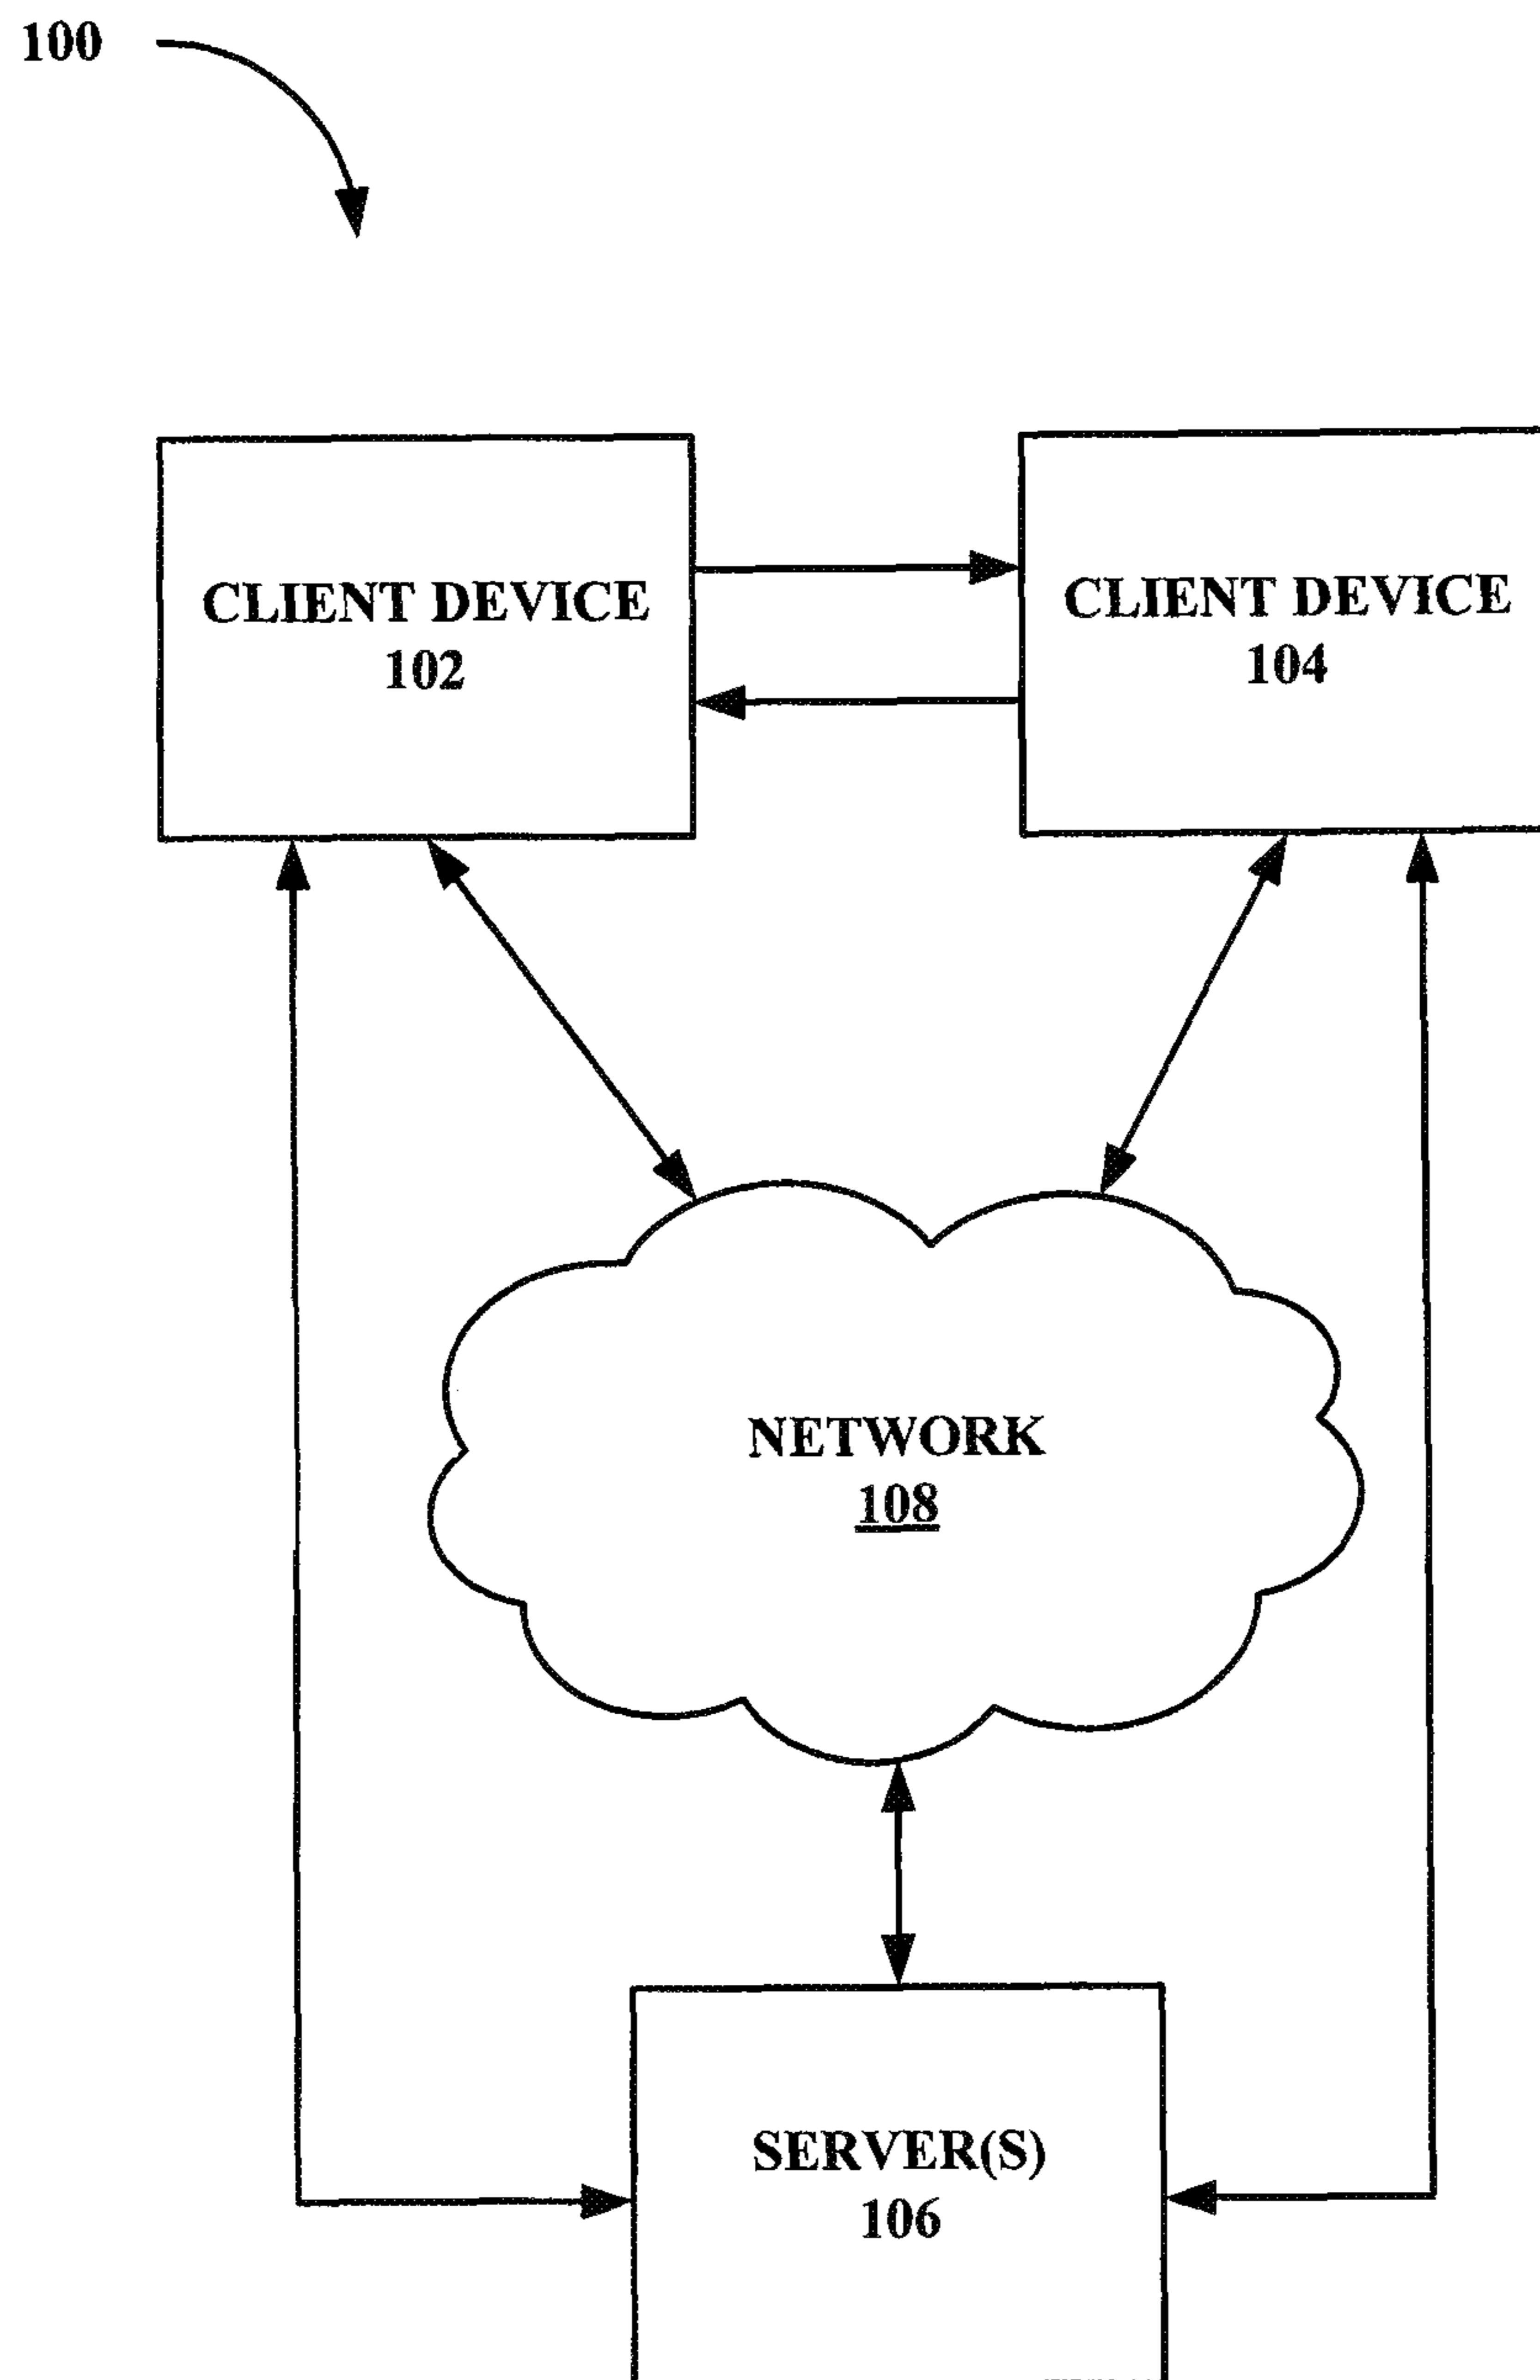 100
CLIENT DEVICE
102
CLIENT DEVICE
104
NETWORK
108
SERVER(S)
106